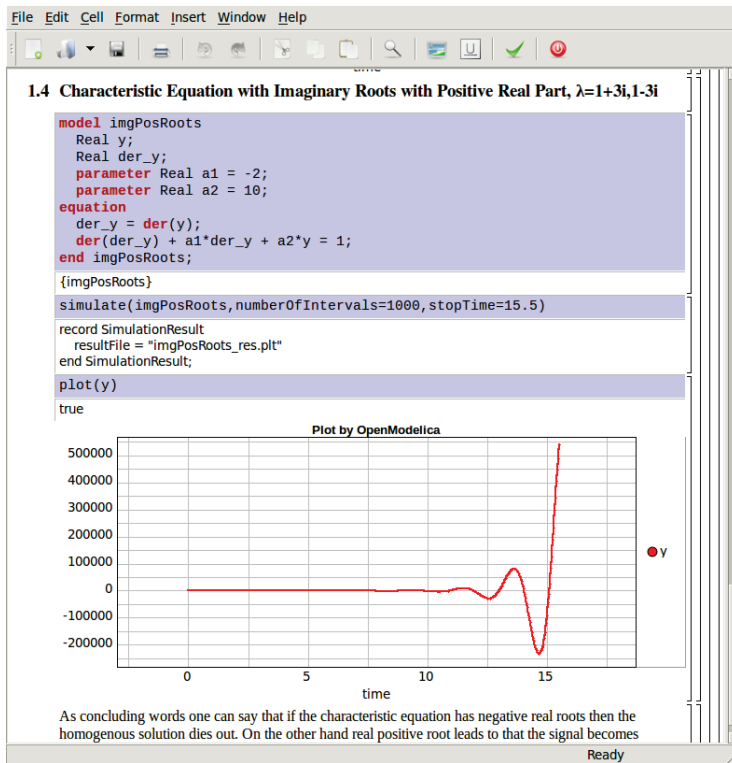 File Edit Cell Format Insert Window Help
U
1.4 Characteristic Equation with Imaginary Roots with Positive Real Part, λ=1+3i,1-3i
model imgPosRoots
Real y;
Real der_y;
parameter Real a1 = -2;
parameter Real a2 = 10;
equation
der_y = der(y);
der(der_y) + a1*der_y + a2*y = 1;
end imgPosRoots;
{imgPosRoots}
simulate(imgPosRoots,numberOfIntervals=1000,stopTime=15.5)
record SimulationResult
resultFile = "imgPosRoots_res.plt"
end SimulationResult;
plot(y)
true
Plot by OpenModelica
500000
400000
300000
200000
100000
0
-100000
-200000
y
0 5 10 15
time
As concluding words one can say that if the characteristic equation has negative real roots then the
homogenous solution dies out. On the other hand real positive root leads to that the signal becomes
Ready